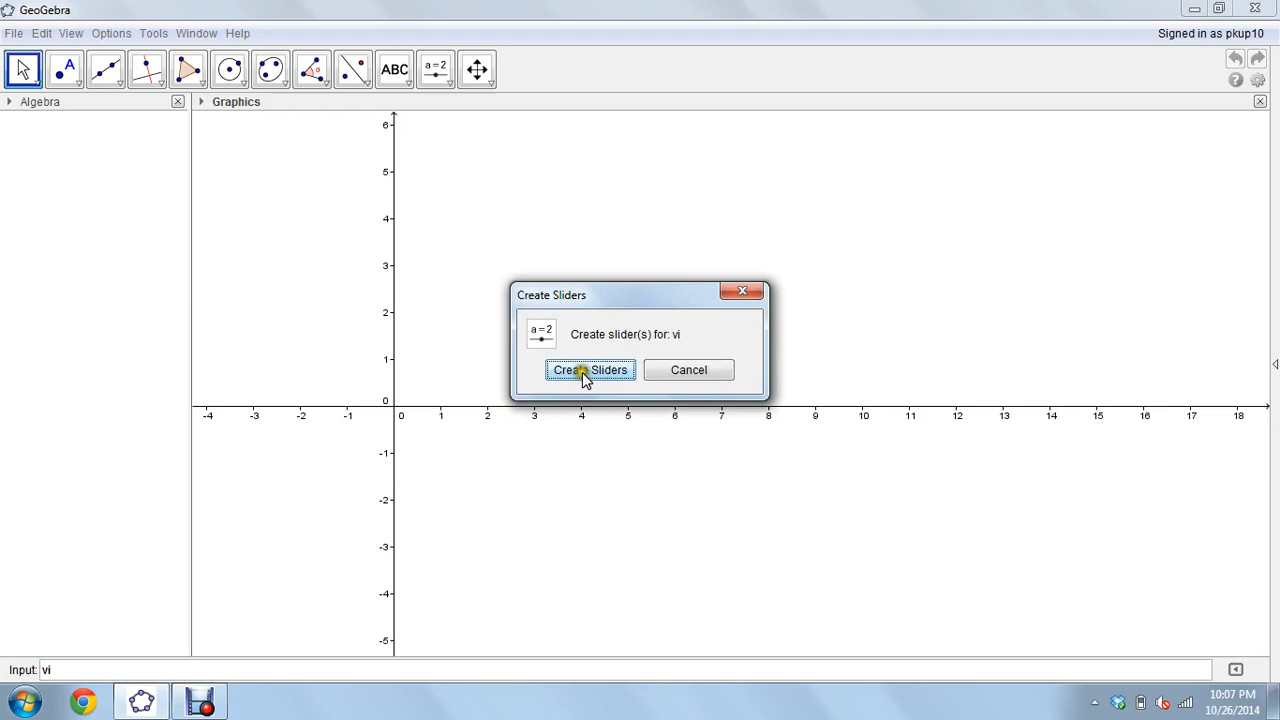 GeoGebra
File Edit View Options Tools Window Help
Signed in as pkup10
A
α
ABC
a=2
?
Algebra
Graphics
6
5
4
3
2
1
0
-1
-2
-3
-4
-5
-4 -3 -2 -1 0 1 2 3 4 5 6 7 8 9 10 11 12 13 14 15 16 17 18
Create Sliders
a=2
Create slider(s) for: vi
Create Sliders
Cancel
Input: vi
10:07 PM
10/26/2014